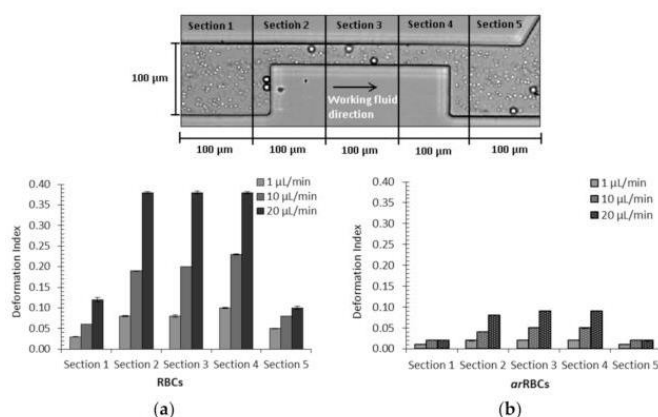 Section 1 Section 2 Section 3 Section 4 Section 5
100 µm
Working fluid
direction
100 µm 100 µm 100 µm 100 µm 100 µm
1 µL/min
10 µL/min
20 µL/min
Deformation Index
0.40
0.35
0.30
0.25
0.20
0.15
0.10
0.05
0.00
Section 1 Section 2 Section 3 Section 4 Section 5
RBCs
(a)
1 µL/min
10 µL/min
20 µL/min
Deformation Index
0.40
0.35
0.30
0.25
0.20
0.15
0.10
0.05
0.00
Section 1 Section 2 Section 3 Section 4 Section 5
arRBCs
(b)